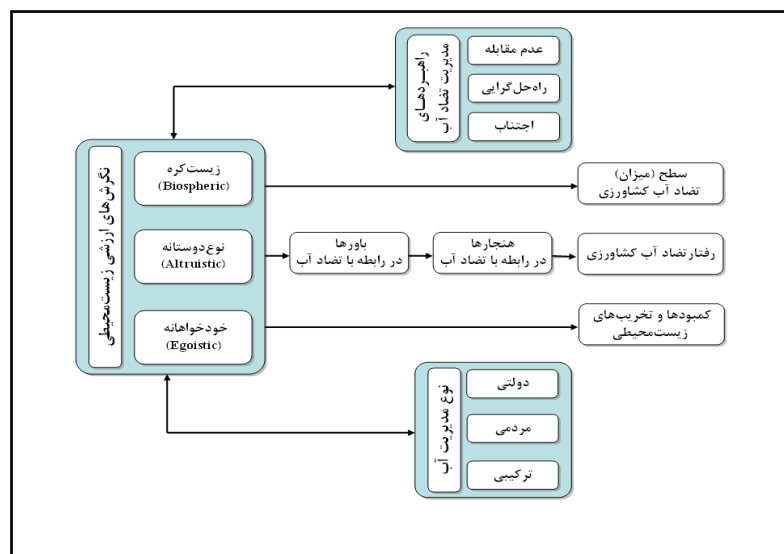 راهبردهای
مدیریت تضاد آب
عدم مقابله
راه‌حل‌گرایی
اجتناب
نگرش‌های ارزشی زیست‌محیطی
زیست‌کره
(Biospheric)
نوع‌دوستانه
(Altruistic)
خودخواهانه
(Egoistic)
سطح (میزان)
تضاد آب کشاورزی
باورها
در رابطه با تضاد آب
هنجارها
در رابطه با تضاد آب
رفتار تضاد آب کشاورزی
کمبودها و تخریب‌های
زیست‌محیطی
نوع مدیریت آب
دولتی
مردمی
ترکیبی